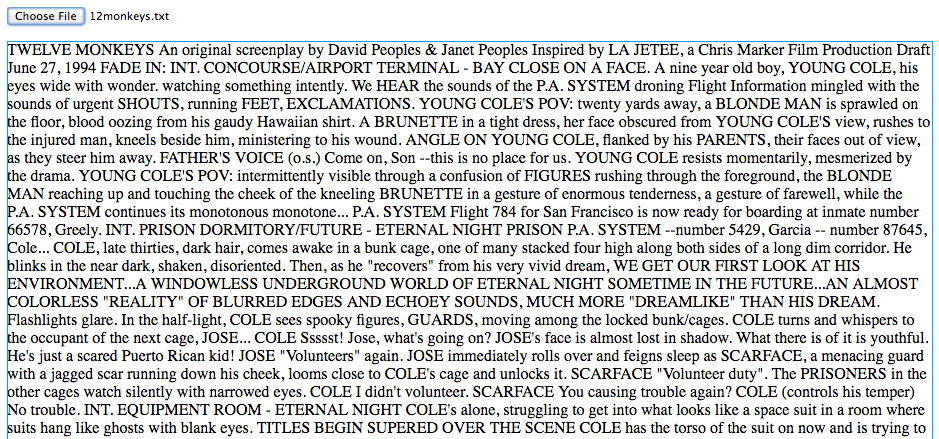 Choose File 12monkeys.txt
TWELVE MONKEYS An original screenplay by David Peoples & Janet Peoples Inspired by LA JETEE, a Chris Marker Film Production Draft
June 27, 1994 FADE IN: INT. CONCOURSE/AIRPORT TERMINAL - BAY CLOSE ON A FACE. A nine year old boy, YOUNG COLE, his
eyes wide with wonder. watching something intently. We HEAR the sounds of the P.A. SYSTEM droning Flight Information mingled with the
sounds of urgent SHOUTS, running FEET, EXCLAMATIONS. YOUNG COLE'S POV: twenty yards away, a BLONDE MAN is sprawled on
the floor, blood oozing from his gaudy Hawaiian shirt. A BRUNETTE in a tight dress, her face obscured from YOUNG COLE'S view, rushes to
the injured man, kneels beside him, ministering to his wound. ANGLE ON YOUNG COLE, flanked by his PARENTS, their faces out of view,
as they steer him away. FATHER'S VOICE (o.s.) Come on, Son --this is no place for us. YOUNG COLE resists momentarily, mesmerized by
the drama. YOUNG COLE'S POV: intermittently visible through a confusion of FIGURES rushing through the foreground, the BLONDE
MAN reaching up and touching the cheek of the kneeling BRUNETTE in a gesture of enormous tenderness, a gesture of farewell, while the
P.A. SYSTEM continues its monotonous monotone... P.A. SYSTEM Flight 784 for San Francisco is now ready for boarding at inmate number
66578, Greely. INT. PRISON DORMITORY/FUTURE - ETERNAL NIGHT PRISON P.A. SYSTEM --number 5429, Garcia -- number 87645,
Cole... COLE, late thirties, dark hair, comes awake in a bunk cage, one of many stacked four high along both sides of a long dim corridor. He
blinks in the near dark, shaken, disoriented. Then, as he "recovers" from his very vivid dream, WE GET OUR FIRST LOOK AT HIS
ENVIRONMENT...A WINDOWLESS UNDERGROUND WORLD OF ETERNAL NIGHT SOMETIME IN THE FUTURE...AN ALMOST
COLORLESS "REALITY" OF BLURRED EDGES AND ECHOEY SOUNDS, MUCH MORE "DREAMLIKE" THAN HIS DREAM.
Flashlights glare. In the half-light, COLE sees spooky figures, GUARDS, moving among the locked bunk/cages. COLE turns and whispers to
the occupant of the next cage, JOSE... COLE Ssssst! Jose, what's going on? JOSE's face is almost lost in shadow. What there is of it is youthful.
He's just a scared Puerto Rican kid! JOSE "Volunteers" again. JOSE immediately rolls over and feigns sleep as SCARFACE, a menacing guard
with a jagged scar running down his cheek, looms close to COLE's cage and unlocks it. SCARFACE "Volunteer duty". The PRISONERS in the
other cages watch silently with narrowed eyes. COLE I didn't volunteer. SCARFACE You causing trouble again? COLE (controls his temper)
No trouble. INT. EQUIPMENT ROOM - ETERNAL NIGHT COLE's alone, struggling to get into what looks like a space suit in a room where
suits hang like ghosts with blank eyes. TITLES BEGIN SUPERED OVER THE SCENE COLE has the torso of the suit on now and is trying to